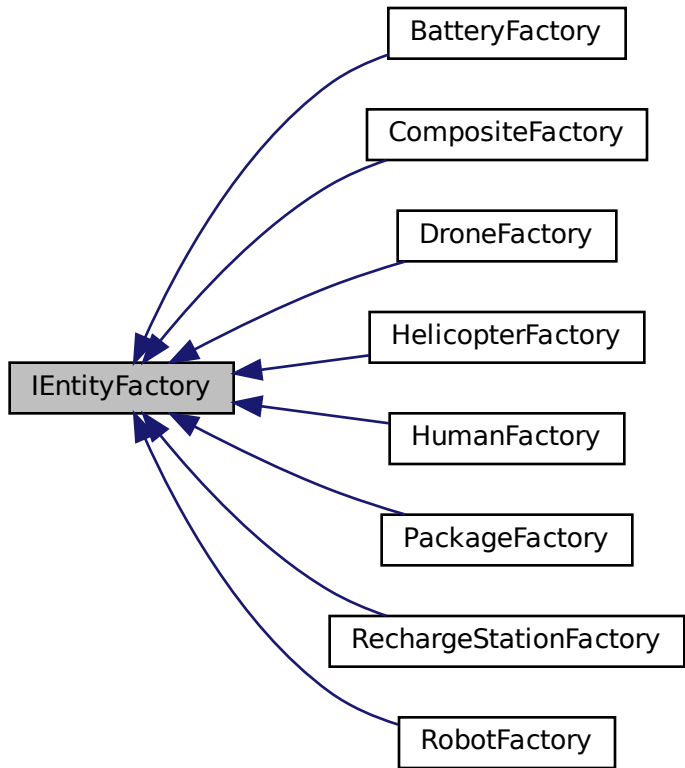 BatteryFactory
CompositeFactory
DroneFactory
HelicopterFactory
IEntityFactory
HumanFactory
PackageFactory
RechargeStationFactory
RobotFactory